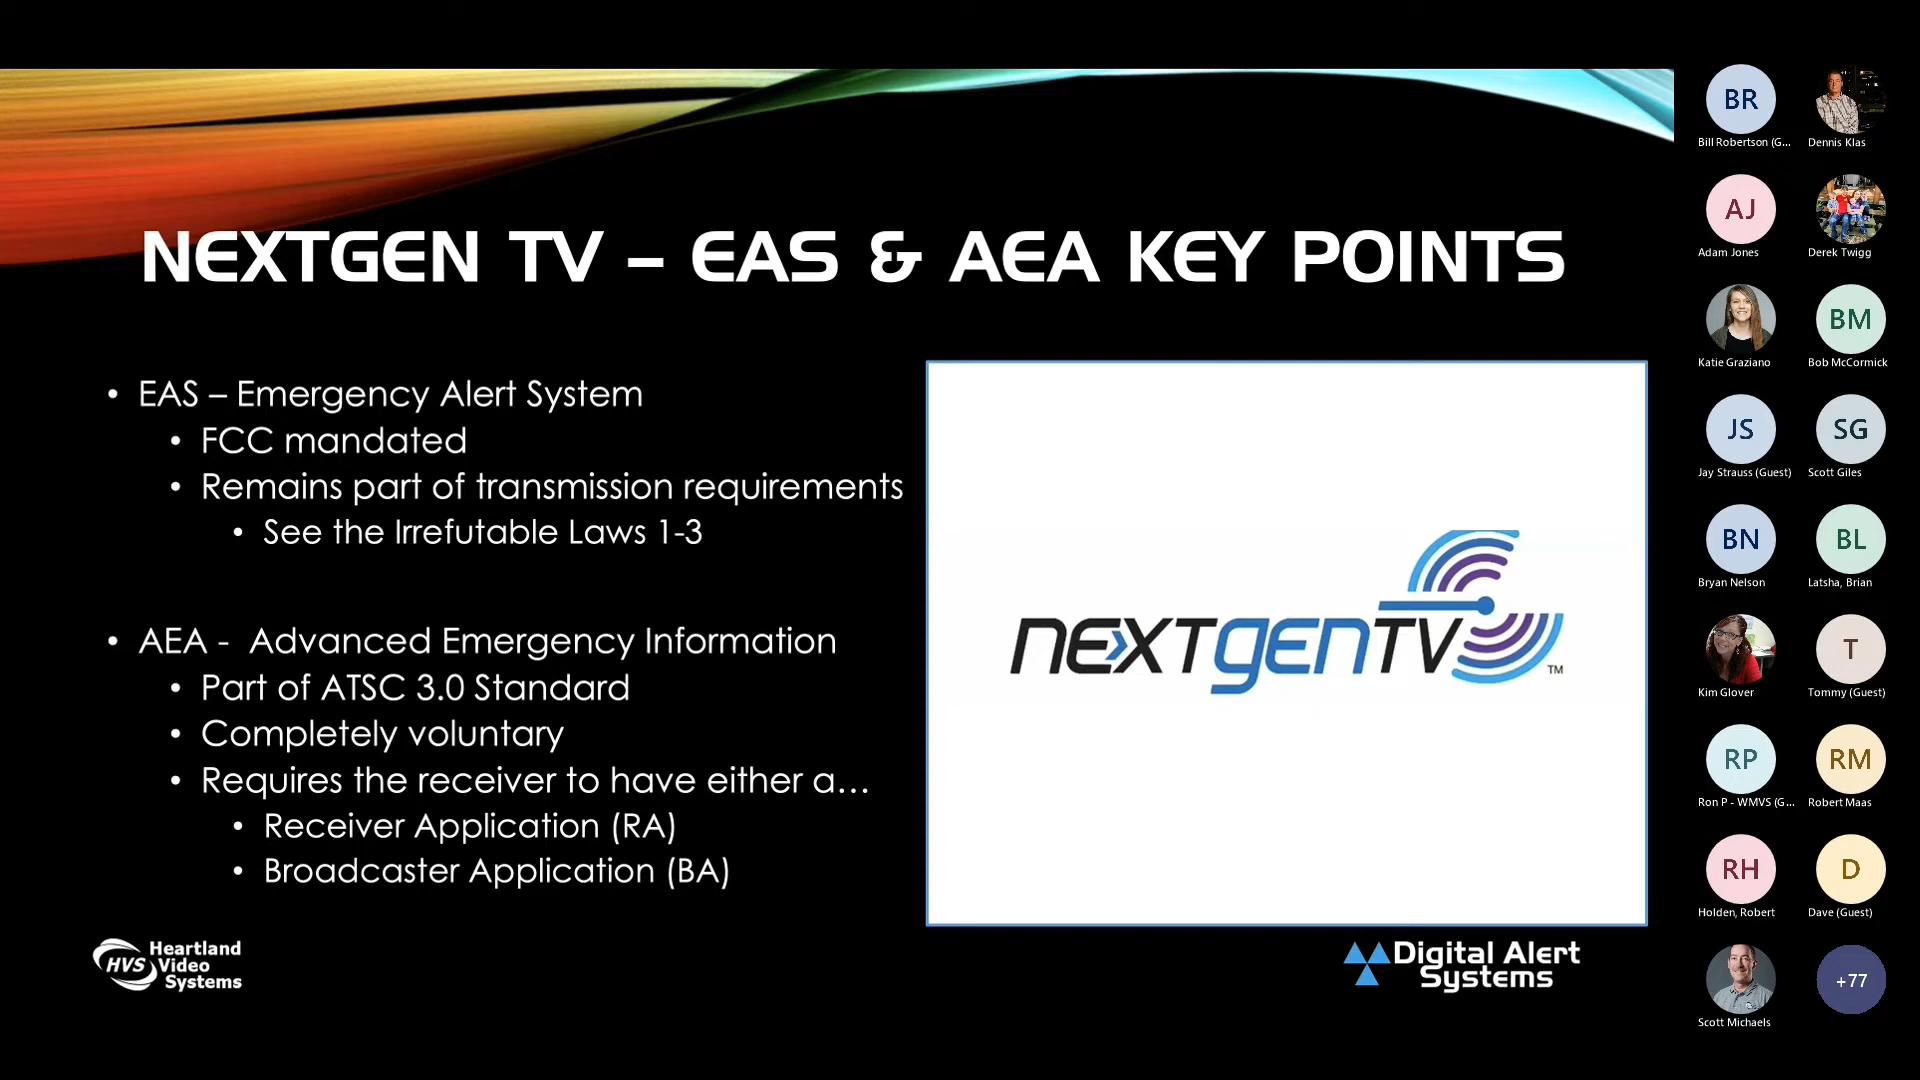 NEXTGEN TV – EAS & AEA KEY POINTS
• EAS – Emergency Alert System
• FCC mandated
• Remains part of transmission requirements
• See the Irrefutable Laws 1-3
• AEA - Advanced Emergency Information
• Part of ATSC 3.0 Standard
• Completely voluntary
• Requires the receiver to have either a…
• Receiver Application (RA)
• Broadcaster Application (BA)
NEXTGENTV™
HVS Heartland
Video
Systems
Digital Alert
Systems
BR
Bill Robertson (G...
Dennis Klas
AJ
Adam Jones
Derek Twigg
Katie Graziano
BM
Bob McCormick
JS
Jay Strauss (Guest)
SG
Scott Giles
BN
Bryan Nelson
BL
Latsha, Brian
Kim Glover
T
Tommy (Guest)
RP
Ron P - WMVS (G...
RM
Robert Maas
RH
Holden, Robert
D
Dave (Guest)
Scott Michaels
+77